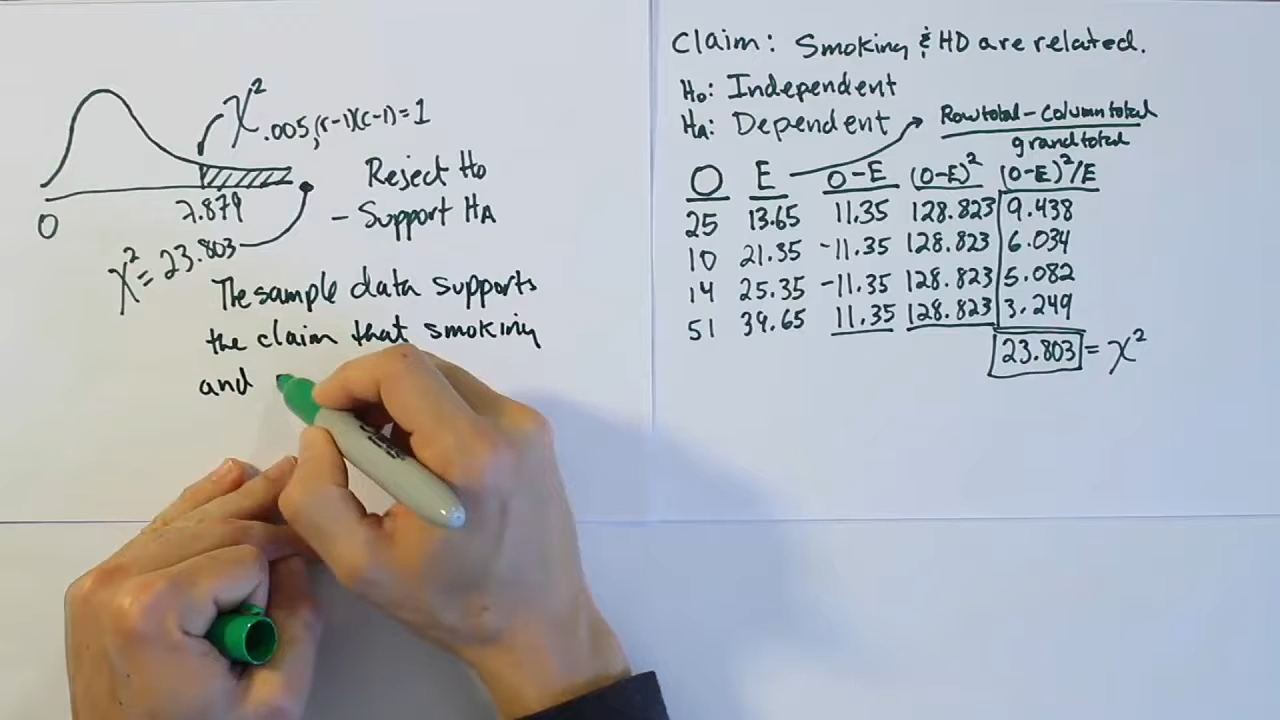 χ².005,(r-1)(c-1)=1
Reject H₀
- Support HA
0
7.879
χ²=23.803
The sample data supports
the claim that smoking
and
Claim: Smoking & HD are related.
H₀: Independent
HA: Dependent
Row total - Column total
grand total
O E O-E (O-E)² (O-E)²/E
25 13.65 11.35 128.823 9.438
10 21.35 -11.35 128.823 6.034
14 25.35 -11.35 128.823 5.082
51 39.65 11.35 128.823 3.249
23.803 = χ²